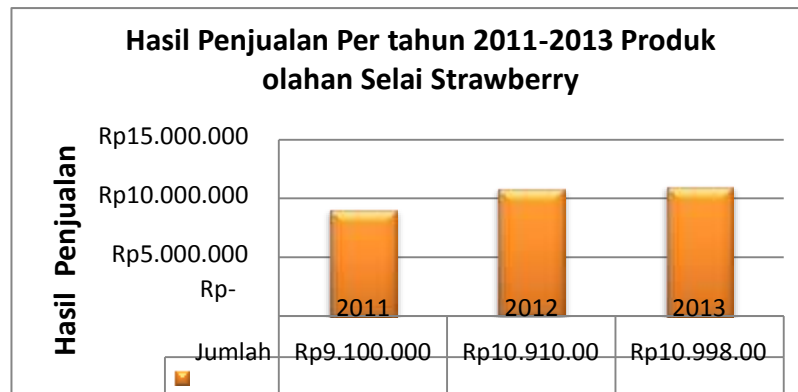 Hasil Penjualan Per tahun 2011-2013 Produk
olahan Selai Strawberry
Hasil Penjualan
Rp15.000.000
Rp10.000.000
Rp5.000.000
Rp-
2011 2012 2013
Jumlah Rp9.100.000 Rp10.910.00 Rp10.998.00